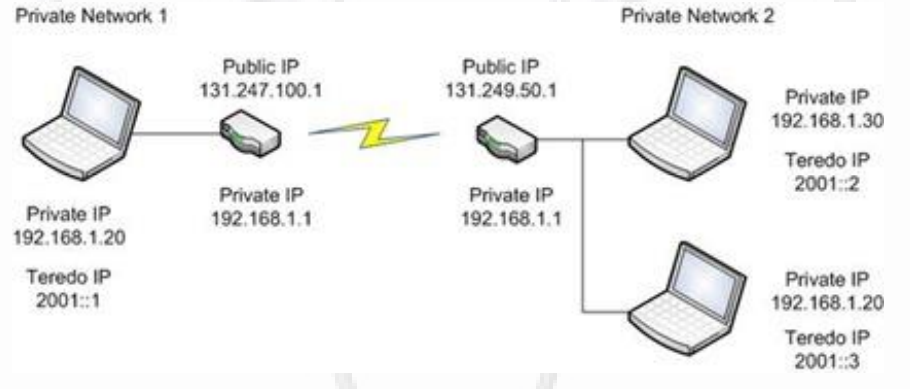 Private Network 1
Private Network 2
Public IP
131.247.100.1
Public IP
131.249.50.1
Private IP
192.168.1.30
Teredo IP
2001::2
Private IP
192.168.1.20
Teredo IP
2001::1
Private IP
192.168.1.1
Private IP
192.168.1.1
Private IP
192.168.1.20
Teredo IP
2001::3